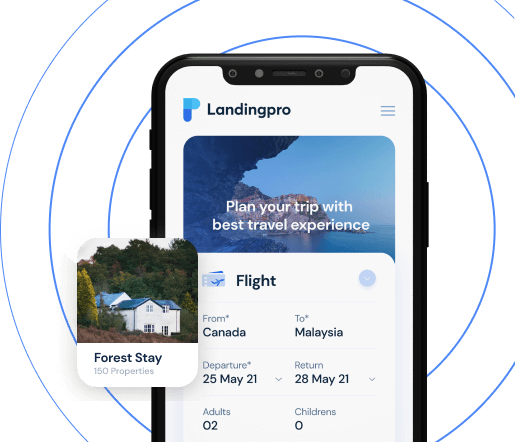 Landingpro
Plan your trip with
best travel experience
Flight
From*
To*
Canada
Malaysia
Departure*
Return
25 May 21
28 May 21
Adults
Childrens
02
0
Forest Stay
150 Properties